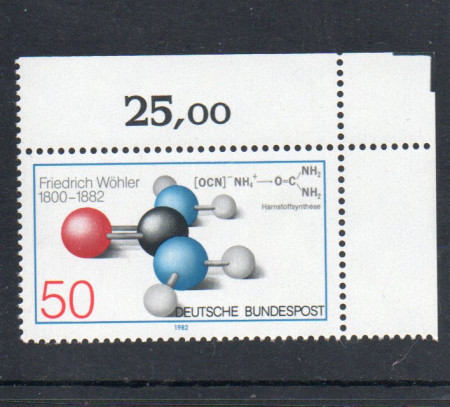 25,00
Friedrich Wöhler
1800–1882
[OCN]⁻ NH₄⁺ → O=C NH₂
NH₂
Harnstoffsynthese
50
DEUTSCHE BUNDESPOST
1982